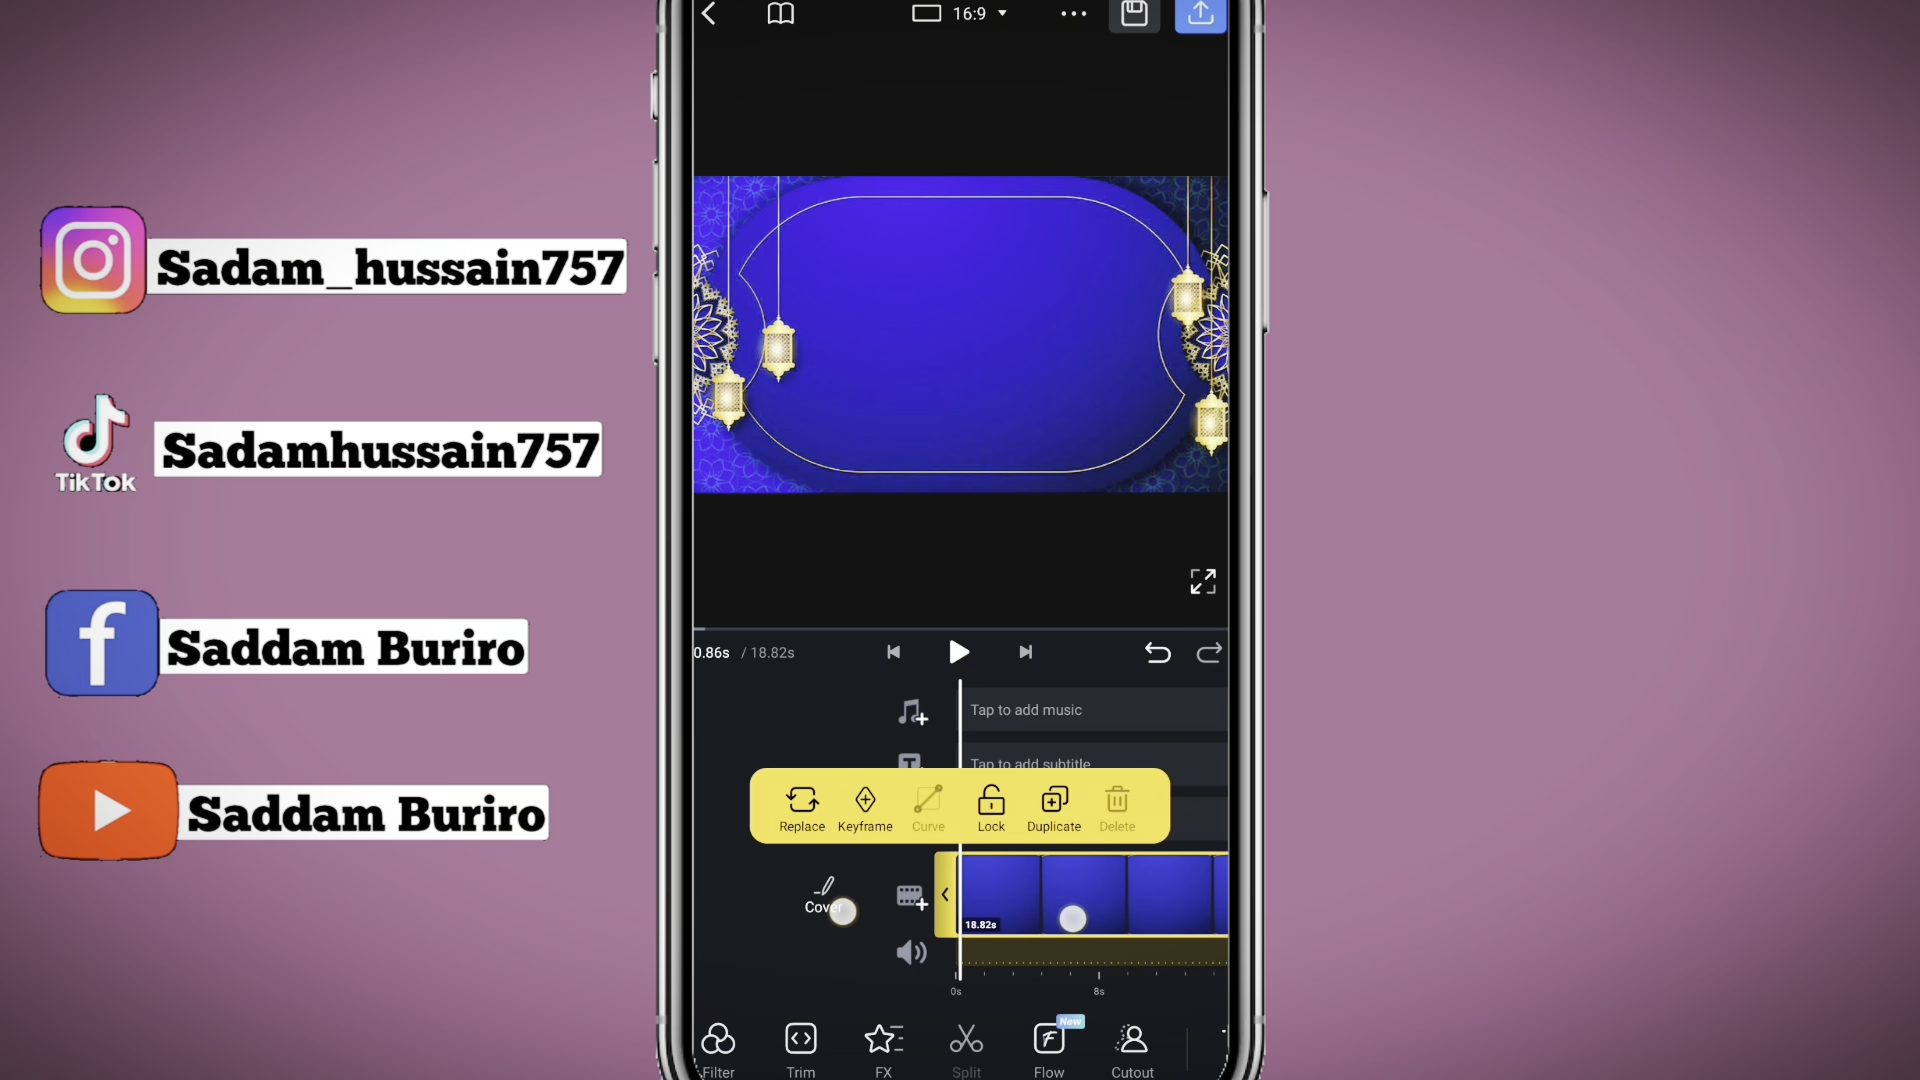 16:9
Sadam_hussain757
Sadamhussain757
TikTok
Saddam Buriro
Saddam Buriro
0.86s / 18.82s
Tap to add music
Tap to add subtitle
Replace Keyframe Curve Lock Duplicate Delete
Cover
18.82s
0s 8s
New
Filter Trim FX Split Flow Cutout